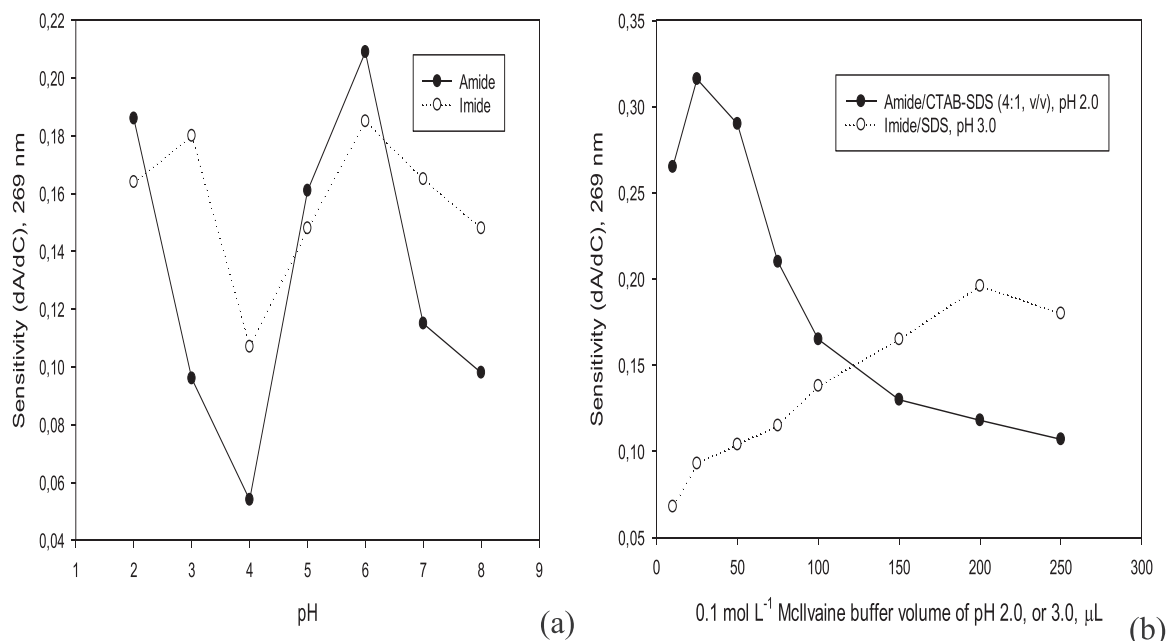 0,22
0,20
0,18
0,16
0,14
0,12
0,10
0,08
0,06
0,04
Sensitivity (dA/dC), 269 nm
Amide
Imide
1 2 3 4 5 6 7 8 9
pH
(a)
0,35
0,30
0,25
0,20
0,15
0,10
0,05
Sensitivity (dA/dC), 269 nm
Amide/CTAB-SDS (4:1, v/v), pH 2.0
Imide/SDS, pH 3.0
0 50 100 150 200 250 300
0.1 mol L⁻¹ McIlvaine buffer volume of pH 2.0, or 3.0, μL
(b)